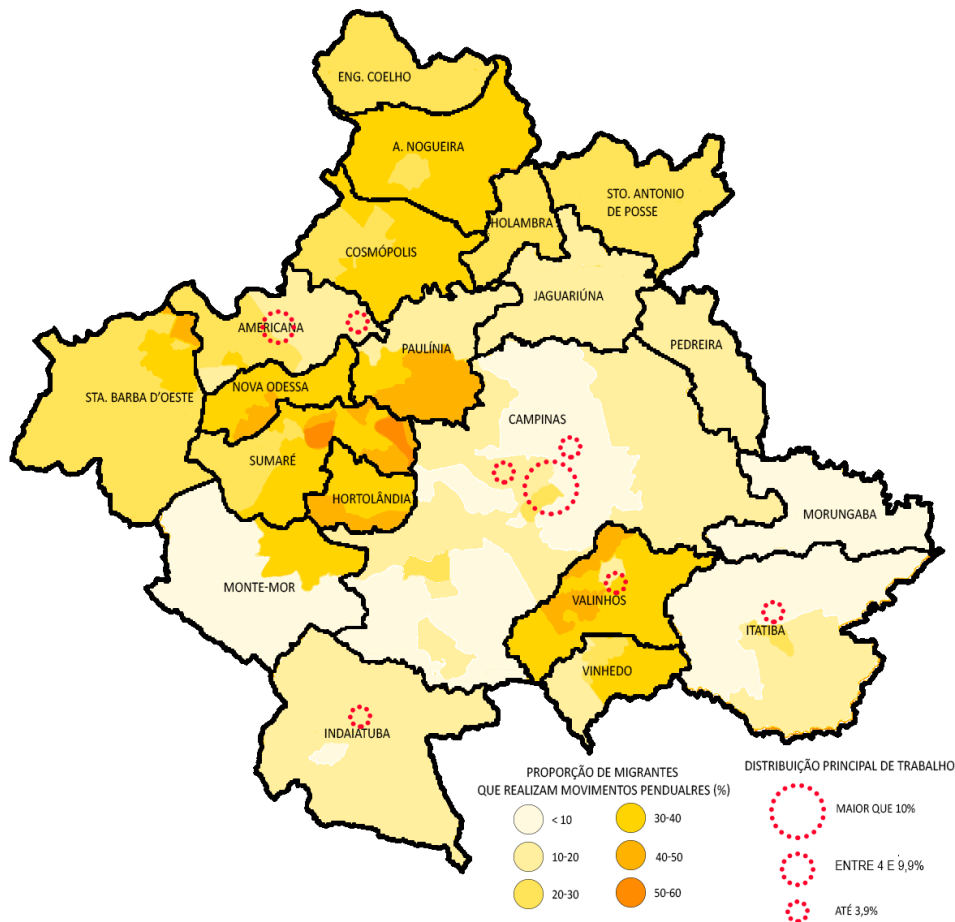 ENG. COELHO
A. NOGUEIRA
STO. ANTONIO
DE POSSE
HOLAMBRA
COSMÓPOLIS
JAGUARIÚNA
AMERICANA
PAULÍNIA
PEDREIRA
NOVA ODESSA
STA. BARBA D'OESTE
CAMPINAS
SUMARÉ
HORTOLÂNDIA
MORUNGABA
MONTE-MOR
VALINHOS
ITATIBA
VINHEDO
INDAIATUBA
PROPORÇÃO DE MIGRANTES
QUE REALIZAM MOVIMENTOS PENDUALRES (%)
< 10
30-40
10-20
40-50
20-30
50-60
DISTRIBUIÇÃO PRINCIPAL DE TRABALHO
MAIOR QUE 10%
ENTRE 4 E 9,9%
ATÉ 3,9%